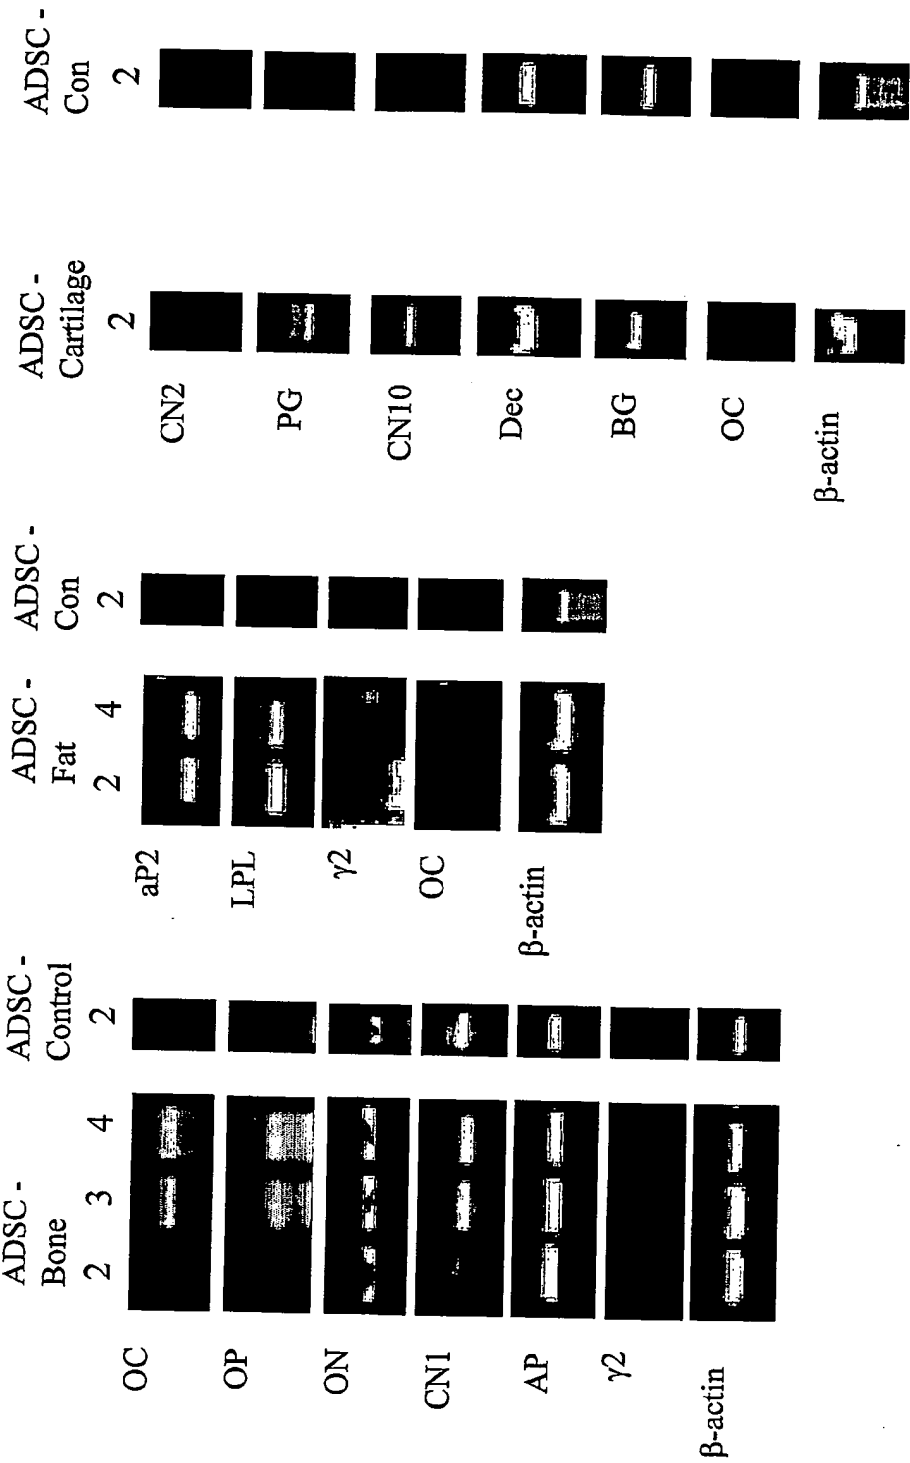 ADSC -
Bone
2 3 4
ADSC -
Control
2
OC
OP
ON
CN1
AP
γ2
β-actin
ADSC -
Fat
2 4
ADSC -
Con
2
aP2
LPL
γ2
OC
β-actin
ADSC -
Cartilage
2
ADSC -
Con
2
CN2
PG
CN10
Dec
BG
OC
β-actin